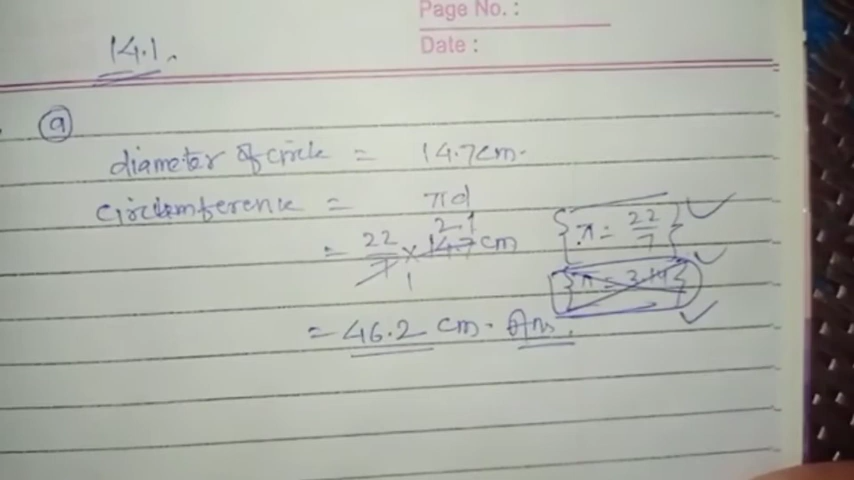 Page No. :
Date :
14.1.
a
diameter of circle = 14.7cm.
Circumference = πd
= 22/7 × 14.7 cm {π = 22/7}
2.1
1
{π = 3.14}
= 46.2 cm. Ans.